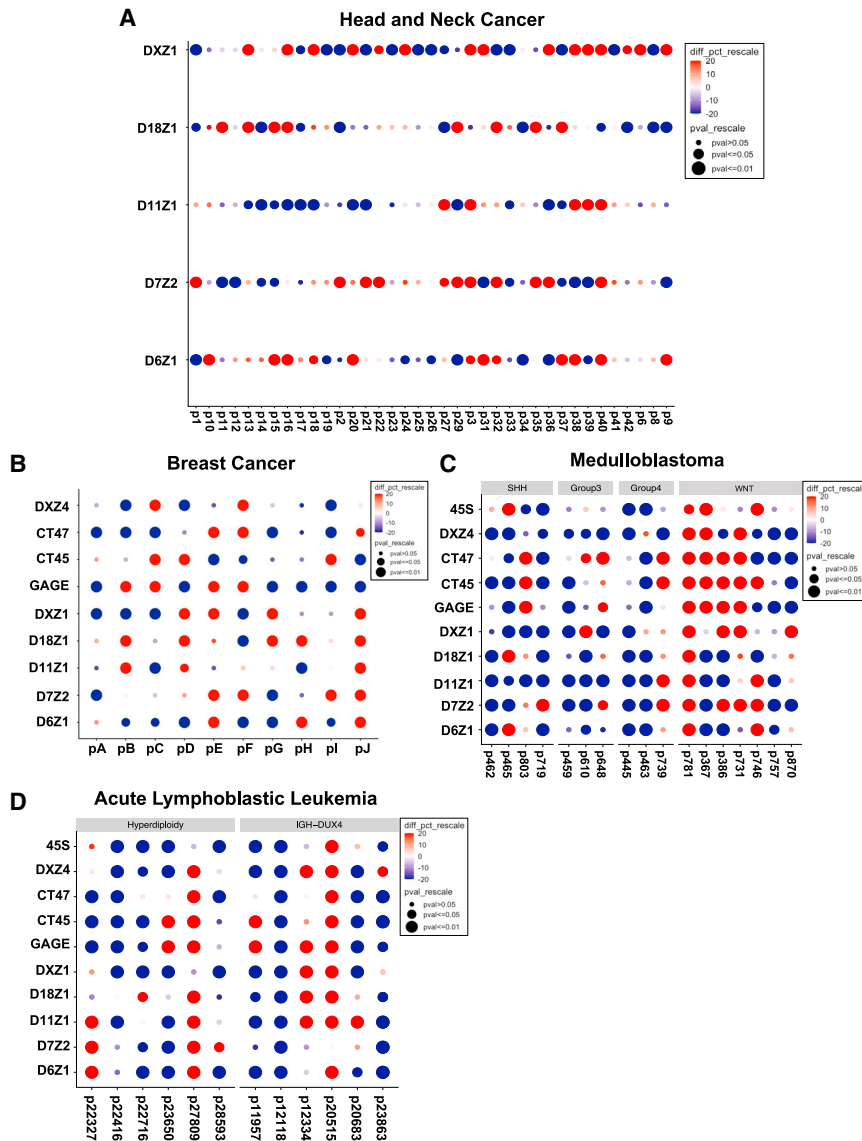 A
Head and Neck Cancer
DXZ1
D18Z1
D11Z1
D7Z2
D6Z1
p1 p10 p11 p12 p13 p14 p15 p16 p17 p18 p19 p2 p20 p21 p22 p23 p24 p25 p26 p27 p29 p3 p31 p32 p33 p34 p35 p36 p37 p38 p39 p40 p41 p42 p6 p8 p9
diff_pct_rescale
20
10
0
-10
-20
pval_rescale
pval>0.05
pval<=0.05
pval<=0.01
B
Breast Cancer
DXZ4
CT47
CT45
GAGE
DXZ1
D18Z1
D11Z1
D7Z2
D6Z1
pA pB pC pD pE pF pG pH pI pJ
diff_pct_rescale
20
10
0
-10
-20
pval_rescale
pval>0.05
pval<=0.05
pval<=0.01
C
Medulloblastoma
SHH Group3 Group4 WNT
45S
DXZ4
CT47
CT45
GAGE
DXZ1
D18Z1
D11Z1
D7Z2
D6Z1
p462 p465 p803 p719 p459 p610 p648 p445 p463 p739 p781 p367 p386 p731 p746 p757 p870
diff_pct_rescale
20
10
0
-10
-20
pval_rescale
pval>0.05
pval<=0.05
pval<=0.01
D
Acute Lymphoblastic Leukemia
Hyperdiploidy IGH-DUX4
45S
DXZ4
CT47
CT45
GAGE
DXZ1
D18Z1
D11Z1
D7Z2
D6Z1
p22327 p22416 p22716 p23650 p27809 p28593 p11957 p12118 p12334 p20515 p20683 p23863
diff_pct_rescale
20
10
0
-10
-20
pval_rescale
pval>0.05
pval<=0.05
pval<=0.01